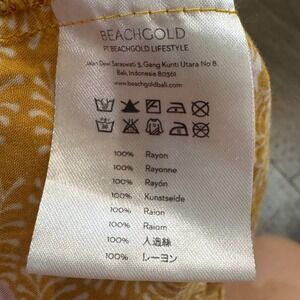 BEACHGOLD
PT. BEACHGOLD LIFESTYLE
Jalan Dewi Saraswati 3, Gang Kunti Utara No 8.
Bali, Indonesia 80361
www.beachgoldbali.com
100% Rayon
100% Rayonne
100% Rayón
100% Kunstseide
100% Raion
100% Raiom
100% 人造絲
100% レーヨン